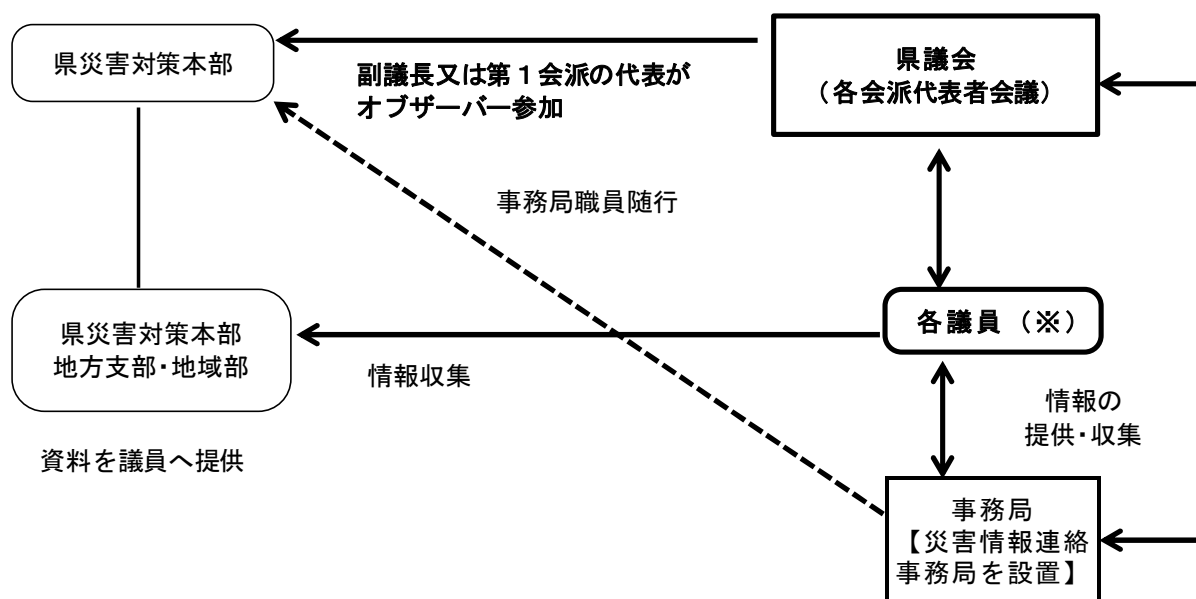 県災害対策本部
副議長又は第１会派の代表が
オブザーバー参加
県議会
（各会派代表者会議）
事務局職員随行
県災害対策本部
地方支部・地域部
情報収集
各議員（※）
情報の
提供・収集
資料を議員へ提供
事務局
【災害情報連絡
事務局を設置】